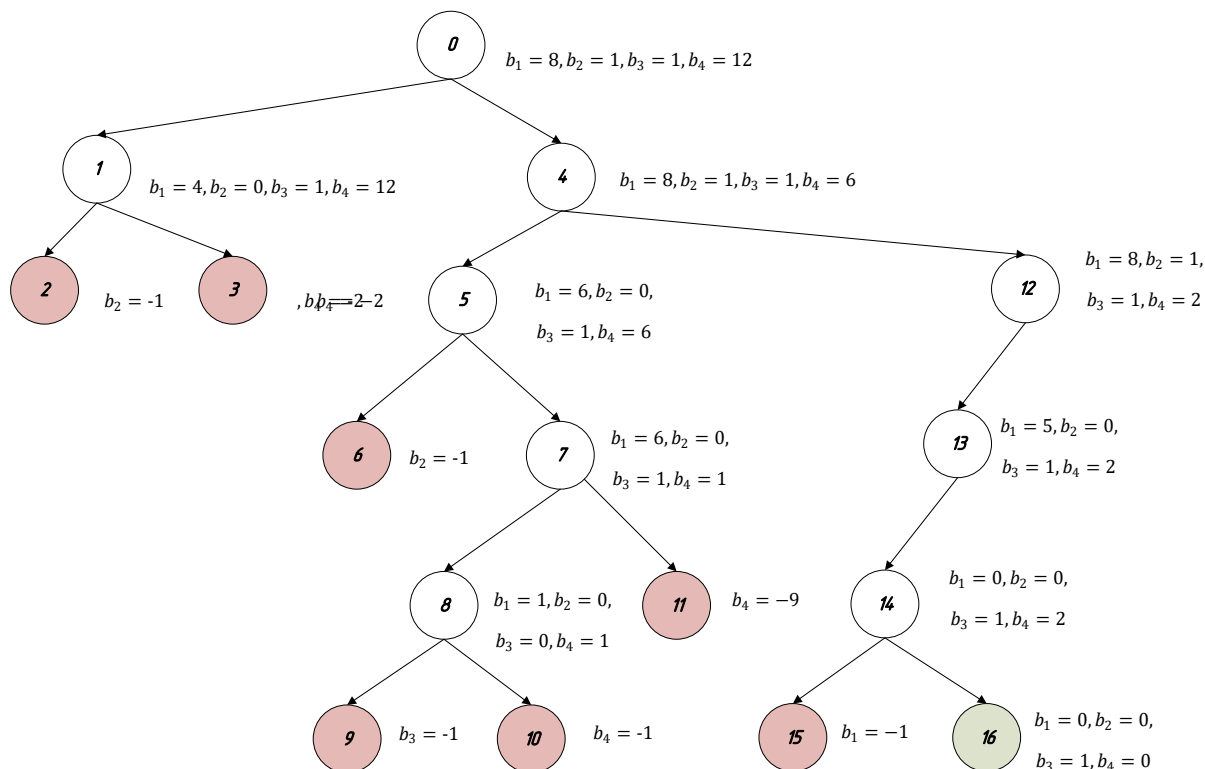 0
b₁ = 8, b₂ = 1, b₃ = 1, b₄ = 12
1
b₁ = 4, b₂ = 0, b₃ = 1, b₄ = 12
4
b₁ = 8, b₂ = 1, b₃ = 1, b₄ = 6
2
b₂ = -1
3
5
b₁ = 6, b₂ = 0,
b₃ = 1, b₄ = 6
12
b₁ = 8, b₂ = 1,
b₃ = 1, b₄ = 2
6
b₂ = -1
7
b₁ = 6, b₂ = 0,
b₃ = 1, b₄ = 1
13
b₁ = 5, b₂ = 0,
b₃ = 1, b₄ = 2
8
b₁ = 1, b₂ = 0,
b₃ = 0, b₄ = 1
11
b₄ = −9
14
b₁ = 0, b₂ = 0,
b₃ = 1, b₄ = 2
9
b₃ = -1
10
b₄ = -1
15
b₁ = −1
16
b₁ = 0, b₂ = 0,
b₃ = 1, b₄ = 0